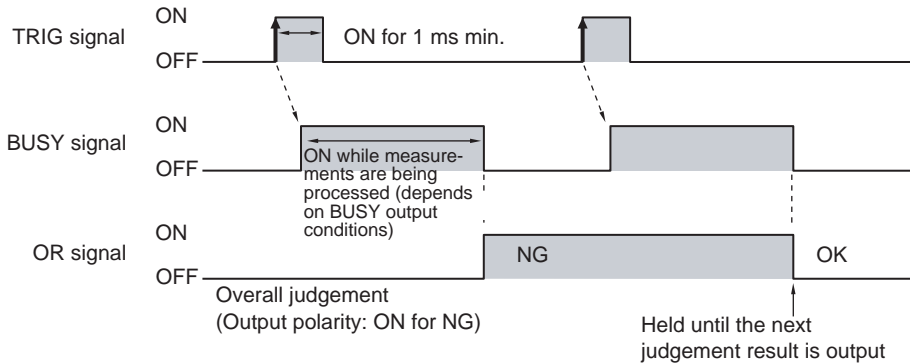 ON
TRIG signal
ON for 1 ms min.
OFF
ON
BUSY signal
OFF
ON while measure-
ments are being
processed (depends
on BUSY output
conditions)
ON
OR signal
NG
OK
OFF
Overall judgement
(Output polarity: ON for NG)
Held until the next
judgement result is output